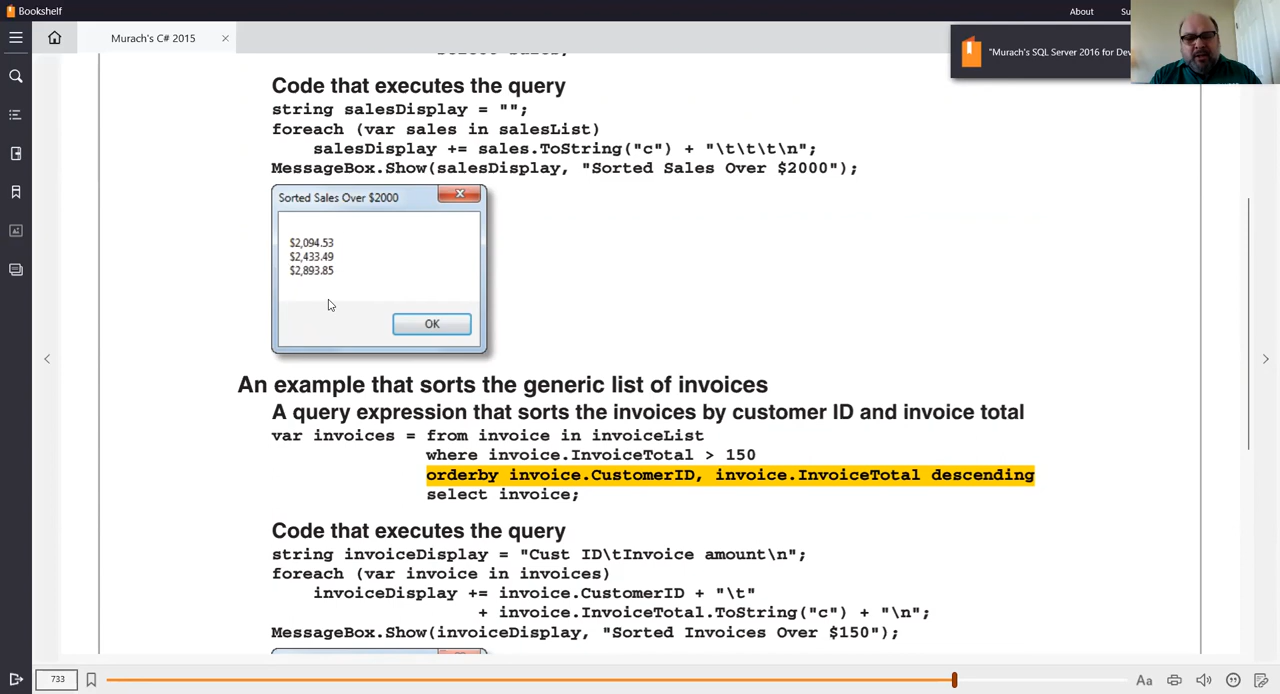 Bookshelf
About
Murach's C# 2015
"Murach's SQL Server 2016 for
Code that executes the query
string salesDisplay = "";
foreach (var sales in salesList)
salesDisplay += sales.ToString("c") + "\t\t\t\n";
MessageBox.Show(salesDisplay, "Sorted Sales Over $2000");
Sorted Sales Over $2000
$2,094.53
$2,433.49
$2,893.85
OK
An example that sorts the generic list of invoices
A query expression that sorts the invoices by customer ID and invoice total
var invoices = from invoice in invoiceList
where invoice.InvoiceTotal > 150
orderby invoice.CustomerID, invoice.InvoiceTotal descending
select invoice;
Code that executes the query
string invoiceDisplay = "Cust ID\tInvoice amount\n";
foreach (var invoice in invoices)
invoiceDisplay += invoice.CustomerID + "\t"
+ invoice.InvoiceTotal.ToString("c") + "\n";
MessageBox.Show(invoiceDisplay, "Sorted Invoices Over $150");
733
Aa